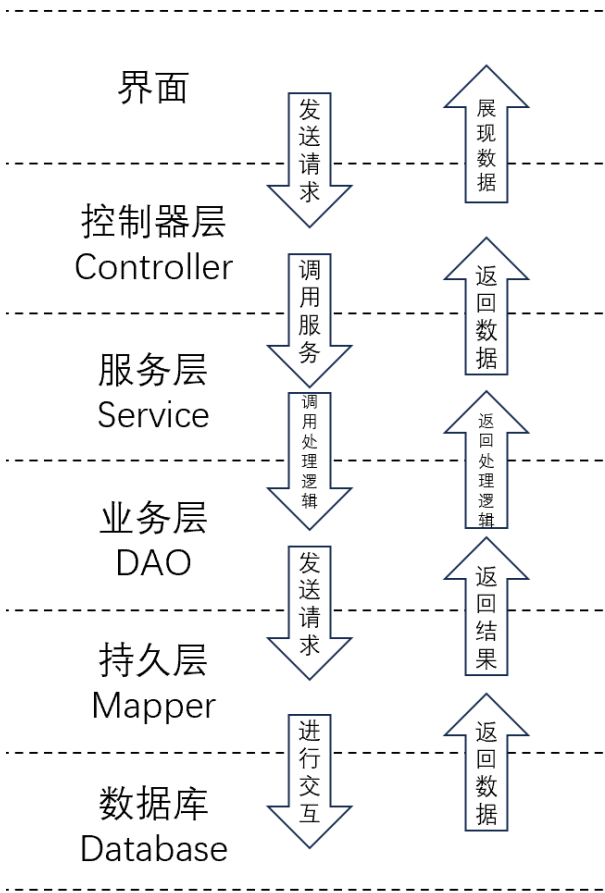 界面
发送请求
展现数据
控制器层
Controller
调用服务
返回数据
服务层
Service
调用处理逻辑
返回处理逻辑
业务层
DAO
发送请求
返回结果
持久层
Mapper
进行交互
返回数据
数据库
Database